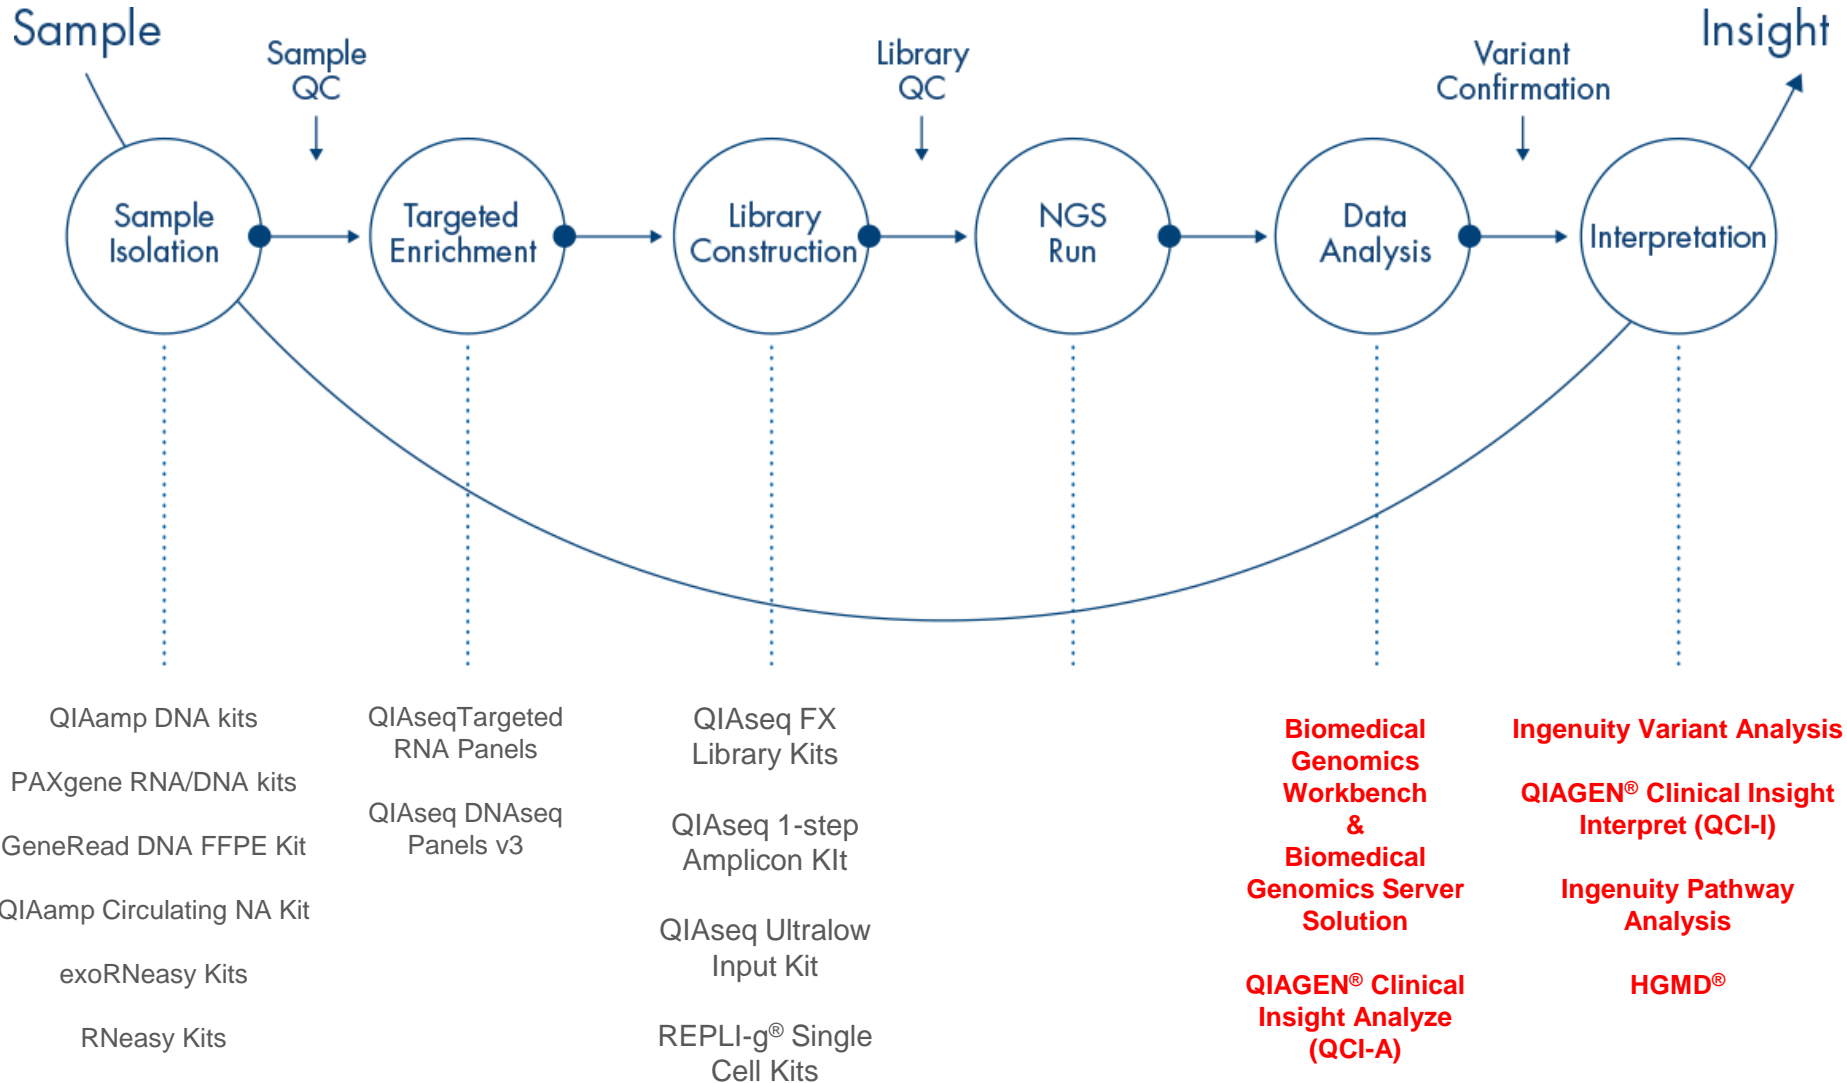 Sample
Insight
Sample
QC
Library
QC
Variant
Confirmation
Sample
Isolation
Targeted
Enrichment
Library
Construction
NGS
Run
Data
Analysis
Interpretation
QIAamp DNA kits
PAXgene RNA/DNA kits
GeneRead DNA FFPE Kit
QIAamp Circulating NA Kit
exoRNeasy Kits
RNeasy Kits
QIAseqTargeted
RNA Panels
QIAseq DNAseq
Panels v3
QIAseq FX
Library Kits
QIAseq 1-step
Amplicon KIt
QIAseq Ultralow
Input Kit
REPLI-g® Single
Cell Kits
Biomedical
Genomics
Workbench
&
Biomedical
Genomics Server
Solution
QIAGEN® Clinical
Insight Analyze
(QCI-A)
Ingenuity Variant Analysis
QIAGEN® Clinical Insight
Interpret (QCI-I)
Ingenuity Pathway
Analysis
HGMD®